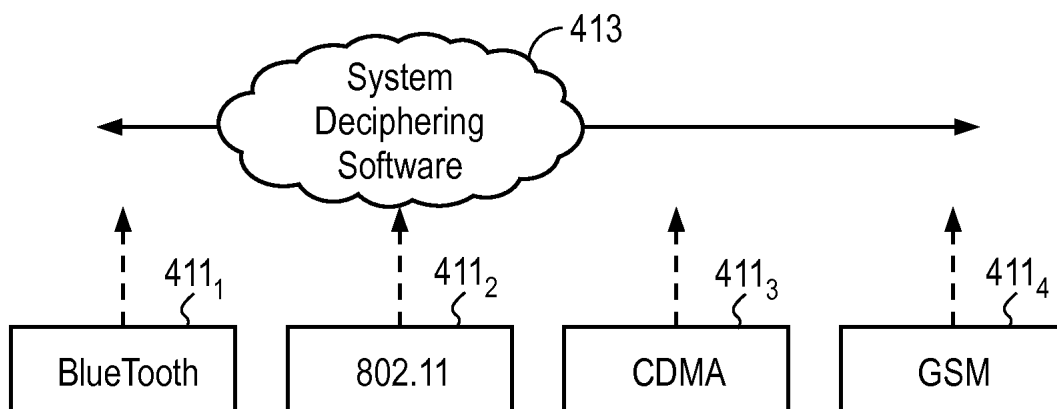 413
System
Deciphering
Software
411₁
411₂
411₃
411₄
BlueTooth
802.11
CDMA
GSM